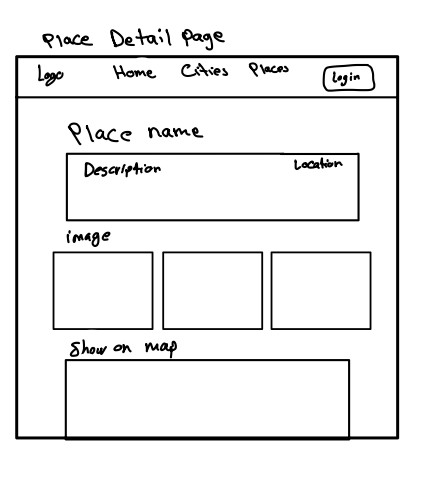 Place Detail Page
Logo Home Cities Places Login
Place name
Description Location
image
Show on map